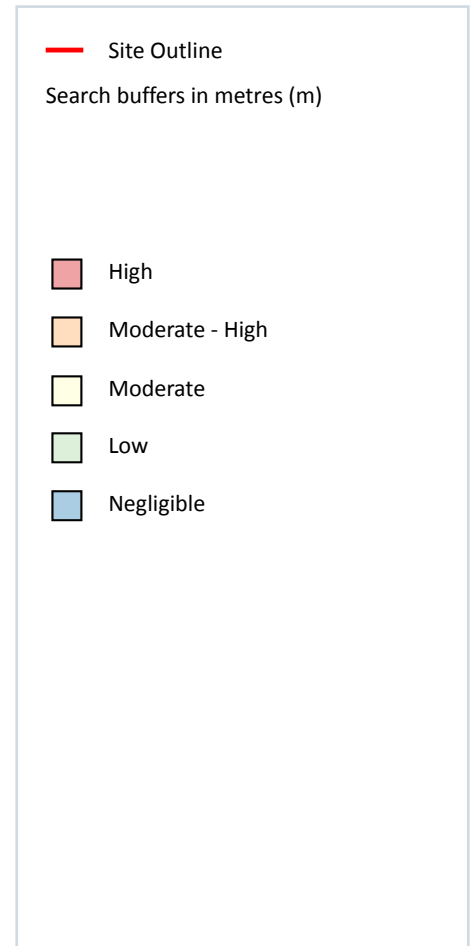 Site Outline
Search buffers in metres (m)
High
Moderate - High
Moderate
Low
Negligible